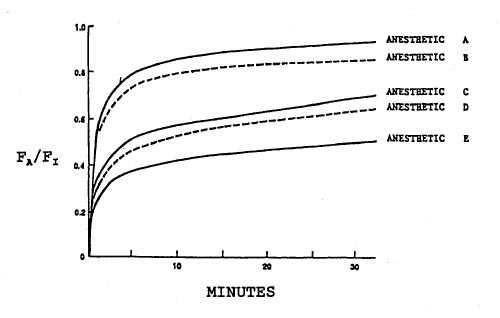 1.0
ANESTHETIC A
ANESTHETIC B
0.8
ANESTHETIC C
ANESTHETIC D
0.6
ANESTHETIC E
FA/FI
0.4
0.2
0
10
20
30
MINUTES